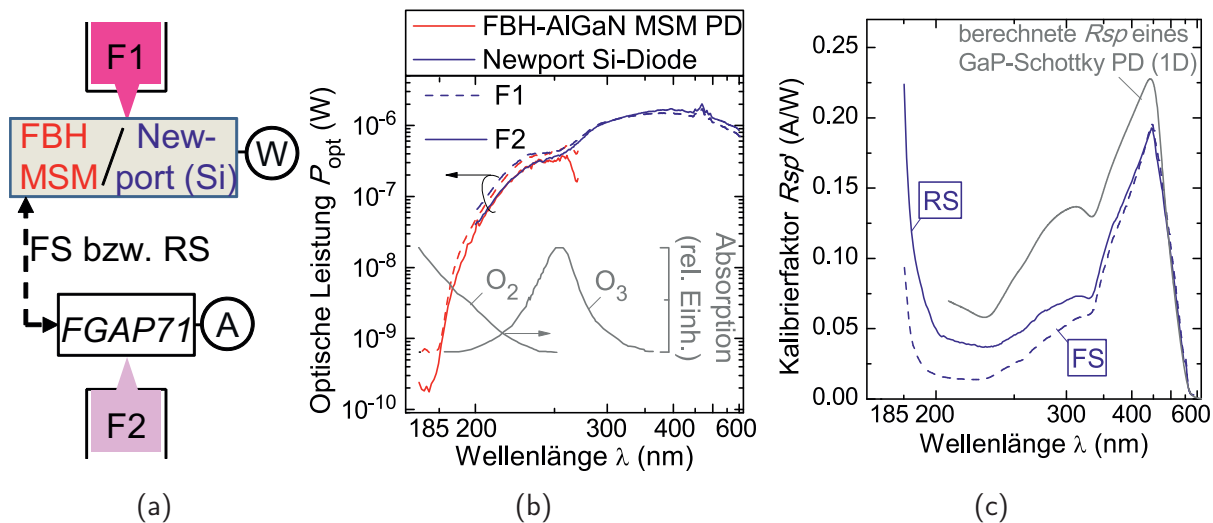 F1
FBH
MSM
/
New-
port (Si)
W
FS bzw. RS
FGAP71
A
F2
(a)
FBH-AlGaN MSM PD
Newport Si-Diode
F1
F2
Optische Leistung P_opt (W)
10⁻⁶
10⁻⁷
10⁻⁸
10⁻⁹
10⁻¹⁰
O₂
O₃
Absorption
(rel. Einh.)
185 200 300 400 500 600
Wellenlänge λ (nm)
(b)
berechnete Rsp eines
GaP-Schottky PD (1D)
Kalibrierfaktor Rsp' (A/W)
0.25
0.20
0.15
0.10
0.05
0.00
RS
FS
185 200 300 400 500 600
Wellenlänge λ (nm)
(c)